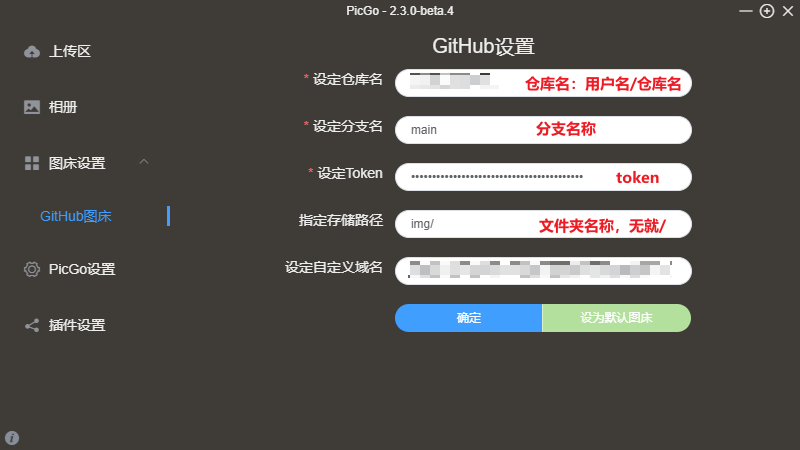 PicGo - 2.3.0-beta.4
上传区
相册
图床设置
GitHub图床
PicGo设置
插件设置
GitHub设置
* 设定仓库名
仓库名：用户名/仓库名
* 设定分支名
main
分支名称
* 设定Token
••••••••••••••••••••••••••••••••••••••••
token
指定存储路径
img/
文件夹名称，无就/
设定自定义域名
确定
设为默认图床